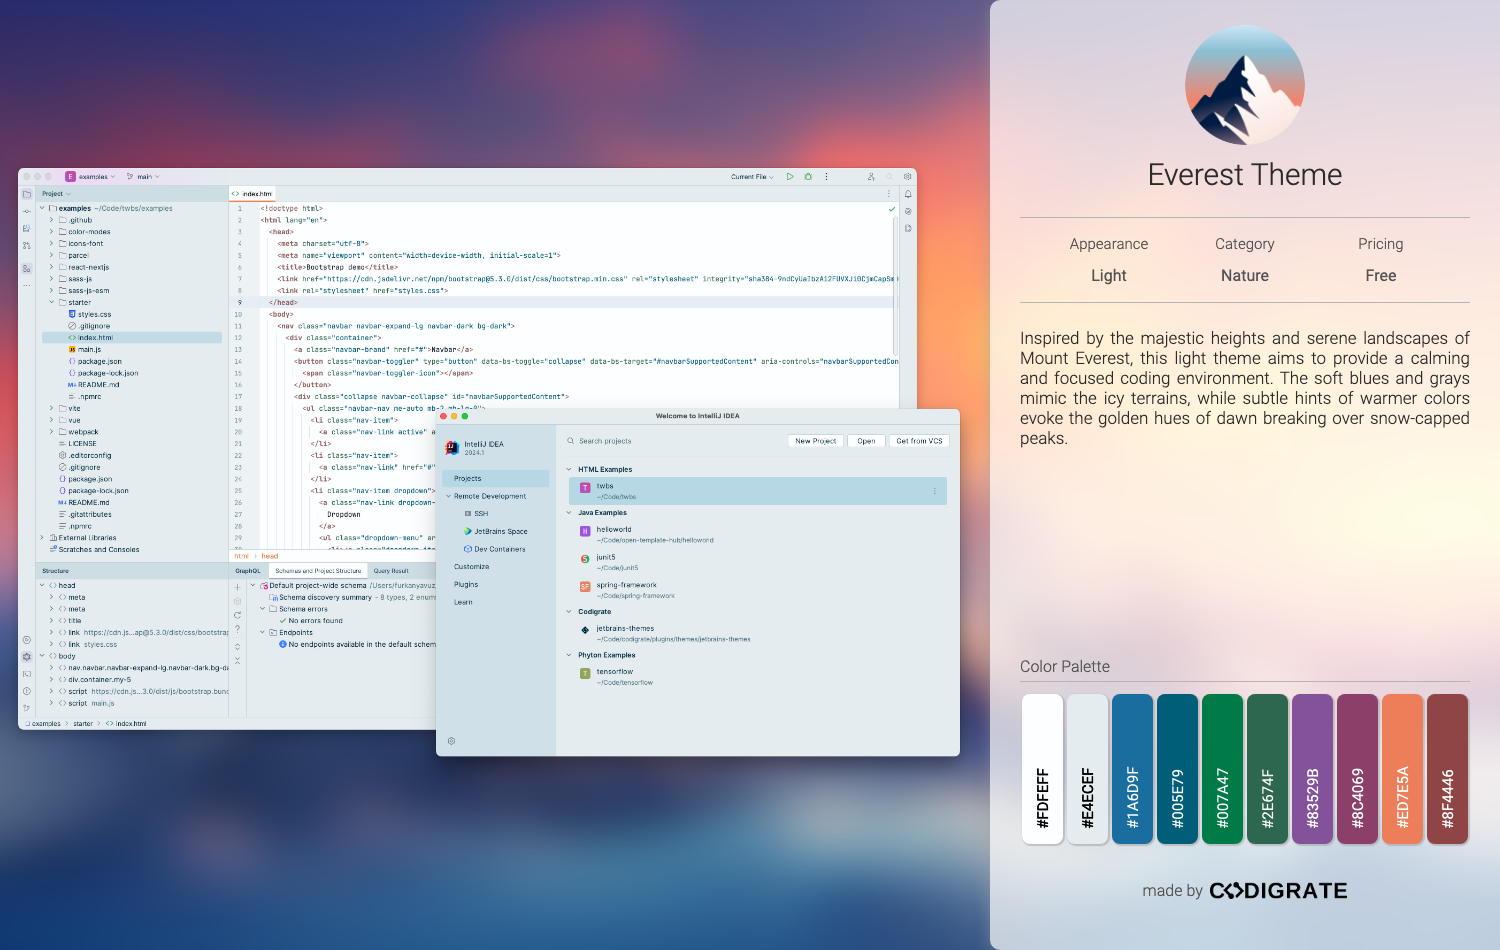 E examples main
Current File
Project
examples ~/Code/twbs/examples
.github
color-modes
icons-font
parcel
react-nextjs
sass-js
sass-js-esm
starter
styles.css
.gitignore
index.html
JS main.js
package.json
package-lock.json
M↓ README.md
.npmrc
vite
vue
webpack
LICENSE
.editorconfig
.gitignore
package.json
package-lock.json
M↓ README.md
.gitattributes
.npmrc
External Libraries
Scratches and Consoles
<> index.html
1 <!doctype html>
2 <html lang="en">
3 <head>
4 <meta charset="utf-8">
5 <meta name="viewport" content="width=device-width, initial-scale=1">
6 <title>Bootstrap demo</title>
7 <link href="https://cdn.jsdelivr.net/npm/bootstrap@5.3.0/dist/css/bootstrap.min.css" rel="stylesheet" integrity=
8 <link rel="stylesheet" href="styles.css">
9 </head>
10 <body>
11 <nav class="navbar navbar-expand-lg navbar-dark bg-dark">
12 <div class="container">
13 <a class="navbar-brand" href="#">Navbar</a>
14 <button class="navbar-toggler" type="button" data-bs-toggle="collapse" data-bs-target="#navbarSupportedContent" aria-controls="navbarSupportedCon
15 <span class="navbar-toggler-icon"></span>
16 </button>
17 <div class="collapse navbar-collapse" id="navbarSupportedContent">
18 <ul class="navbar-nav me-auto mb-2 mb-lg-0">
19 <li class="nav-item">
20 <a class="nav-link active" a
21 </li>
22 <li class="nav-item">
23 <a class="nav-link" href="#"
24 </li>
25 <li class="nav-item dropdown">
26 <a class="nav-link dropdown-
27 Dropdown
28 </a>
29 <ul class="dropdown-menu" ar
html › head
Structure
<> head
<> meta
<> meta
<> title
<> link https://cdn.js...ap@5.3.0/dist/css/bootstrap
<> link styles.css
<> body
<> nav.navbar.navbar-expand-lg.navbar-dark.bg-da
<> div.container.my-5
<> script https://cdn.js...3.0/dist/js/bootstrap.bund
<> script main.js
GraphQL Schemas and Project Structure Query Result
Default project-wide schema /Users/furkanyavuz
Schema discovery summary - 8 types, 2 enums
Schema errors
No errors found
Endpoints
No endpoints available in the default schem
examples › starter › <> index.html
Welcome to IntelliJ IDEA
IntelliJ IDEA
2024.1
Projects
Remote Development
SSH
JetBrains Space
Dev Containers
Customize
Plugins
Learn
Search projects
New Project Open Get from VCS
HTML Examples
T twbs
~/Code/twbs
Java Examples
H helloworld
~/Code/open-template-hub/helloworld
junit5
~/Code/junit5
SF spring-framework
~/Code/spring-framework
Codigrate
jetbrains-themes
~/Code/codigrate/plugins/themes/jetbrains-themes
Phyton Examples
T tensorflow
~/Code/tensorflow
Everest Theme
Appearance Category Pricing
Light Nature Free
Inspired by the majestic heights and serene landscapes of
Mount Everest, this light theme aims to provide a calming
and focused coding environment. The soft blues and grays
mimic the icy terrains, while subtle hints of warmer colors
evoke the golden hues of dawn breaking over snow-capped
peaks.
Color Palette
#FDFEFF
#E4ECEF
#1A6D9F
#005E79
#007A47
#2E674F
#83529B
#8C4069
#ED7E5A
#8F4446
made by CODIGRATE